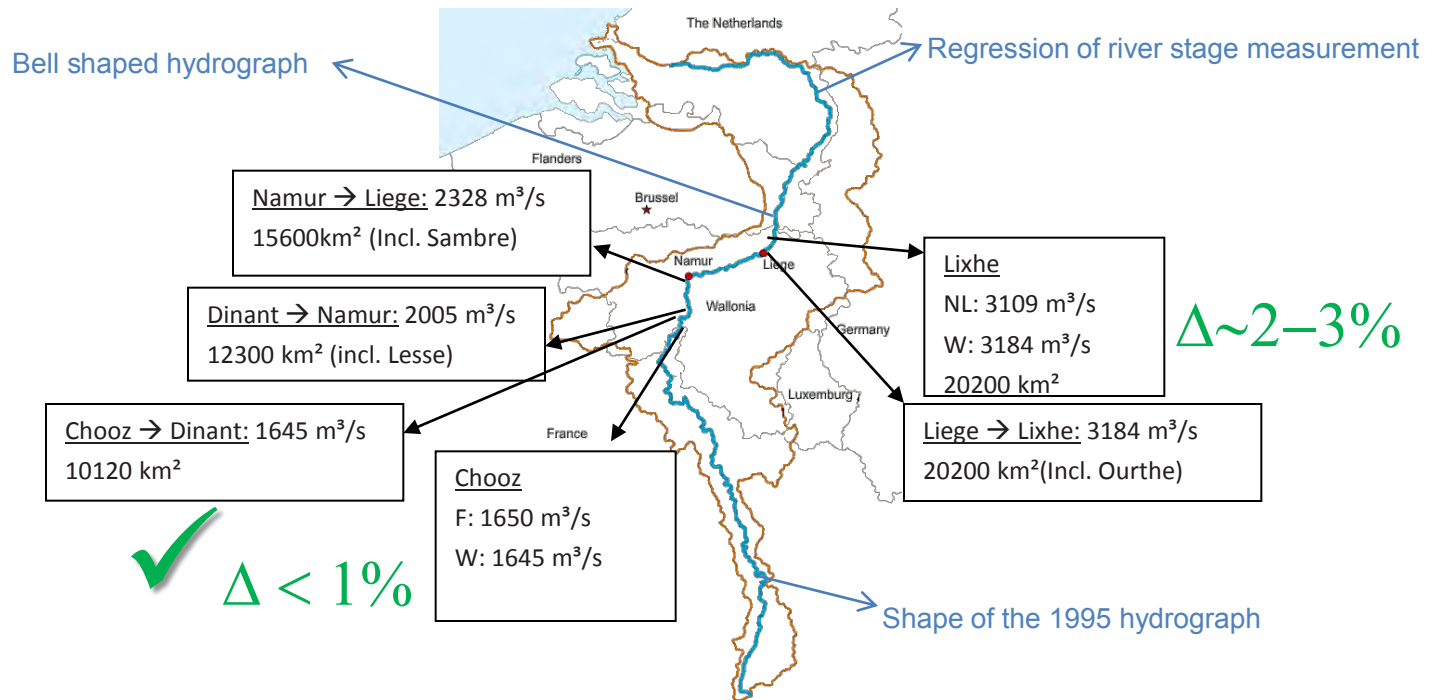 The Netherlands
Bell shaped hydrograph
Regression of river stage measurement
Flanders
Brussel
Namur → Liege: 2328 m³/s
15600km² (Incl. Sambre)
Namur
Liege
Wallonia
Germany
Luxemburg
France
Lixhe
NL: 3109 m³/s
W: 3184 m³/s
20200 km²
Δ~2−3%
Dinant → Namur: 2005 m³/s
12300 km² (incl. Lesse)
Chooz → Dinant: 1645 m³/s
10120 km²
Liege → Lixhe: 3184 m³/s
20200 km²(Incl. Ourthe)
Chooz
F: 1650 m³/s
W: 1645 m³/s
Δ < 1%
Shape of the 1995 hydrograph